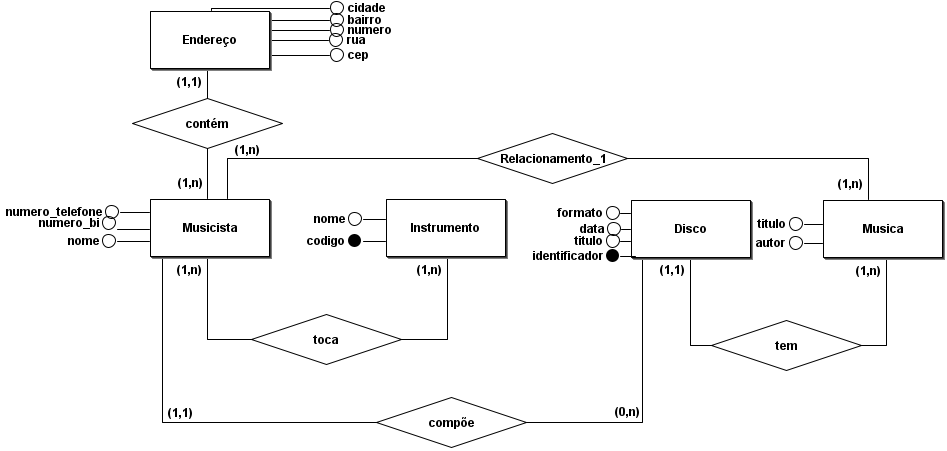 cidade
bairro
numero
rua
cep
Endereço
(1,1)
contém
(1,n)
Relacionamento_1
(1,n)
(1,n)
numero_telefone
numero_bi
nome
Musicista
nome
codigo
Instrumento
formato
data
titulo
identificador
Disco
titulo
autor
Musica
(1,n)
(1,n)
(1,1)
(1,n)
toca
tem
(1,1)
compõe
(0,n)